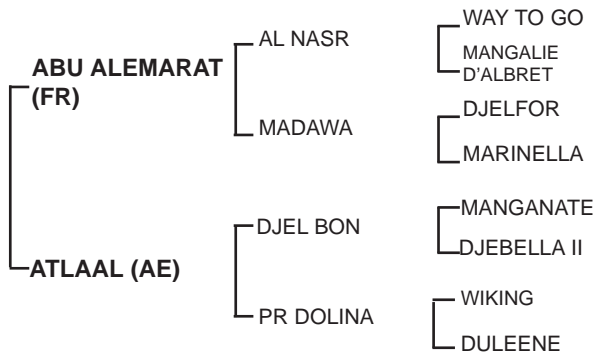 ABU ALEMARAT
(FR)
AL NASR
WAY TO GO
MANGALIE
D'ALBRET
MADAWA
DJELFOR
MARINELLA
ATLAAL (AE)
DJEL BON
MANGANATE
DJEBELLA II
PR DOLINA
WIKING
DULEENE